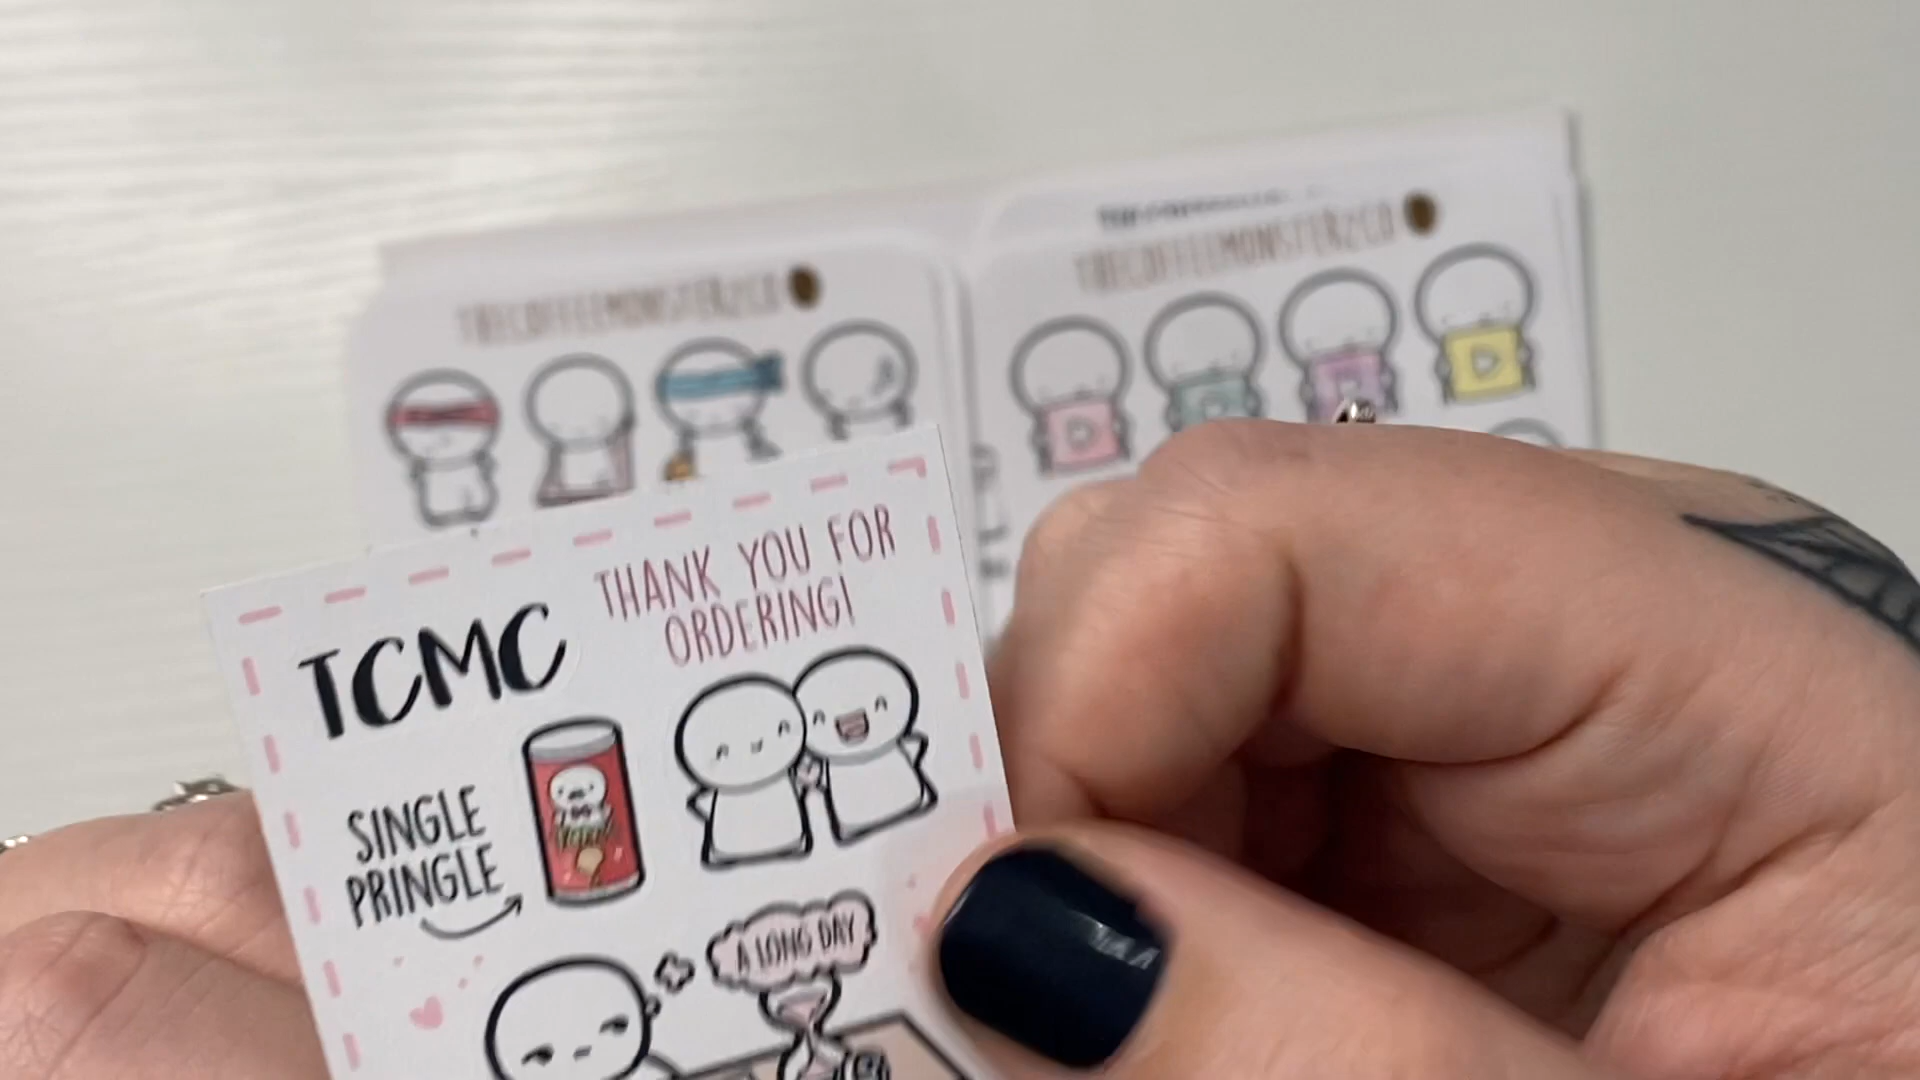 THECOFFEEMONSTERZCO
THECOFFEEMONSTERZCO
TCMC
THANK YOU FOR
ORDERING!
SINGLE
PRINGLE
A LONG DAY